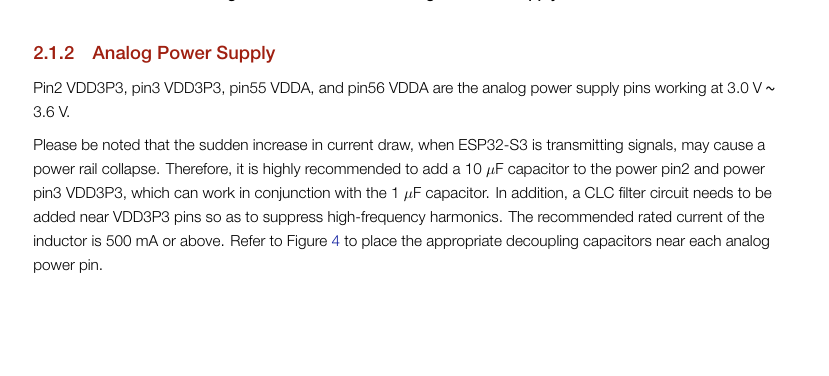 2.1.2 Analog Power Supply
Pin2 VDD3P3, pin3 VDD3P3, pin55 VDDA, and pin56 VDDA are the analog power supply pins working at 3.0 V ~
3.6 V.
Please be noted that the sudden increase in current draw, when ESP32-S3 is transmitting signals, may cause a
power rail collapse. Therefore, it is highly recommended to add a 10 μF capacitor to the power pin2 and power
pin3 VDD3P3, which can work in conjunction with the 1 μF capacitor. In addition, a CLC filter circuit needs to be
added near VDD3P3 pins so as to suppress high-frequency harmonics. The recommended rated current of the
inductor is 500 mA or above. Refer to Figure 4 to place the appropriate decoupling capacitors near each analog
power pin.